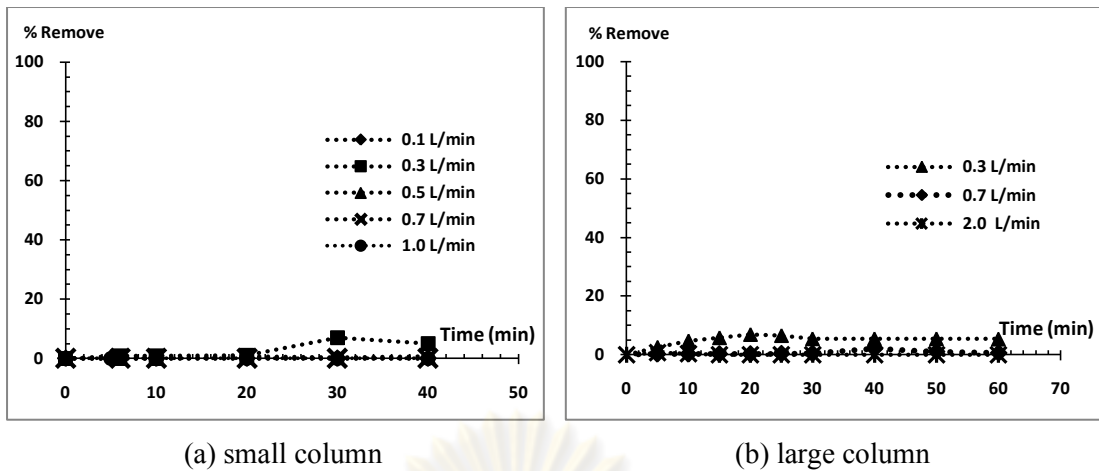 % Remove
100
80
60
40
20
0
0 10 20 30 40 50
Time (min)
0.1 L/min
0.3 L/min
0.5 L/min
0.7 L/min
1.0 L/min
(a) small column
% Remove
100
80
60
40
20
0
0 10 20 30 40 50 60 70
Time (min)
0.3 L/min
0.7 L/min
2.0 L/min
(b) large column